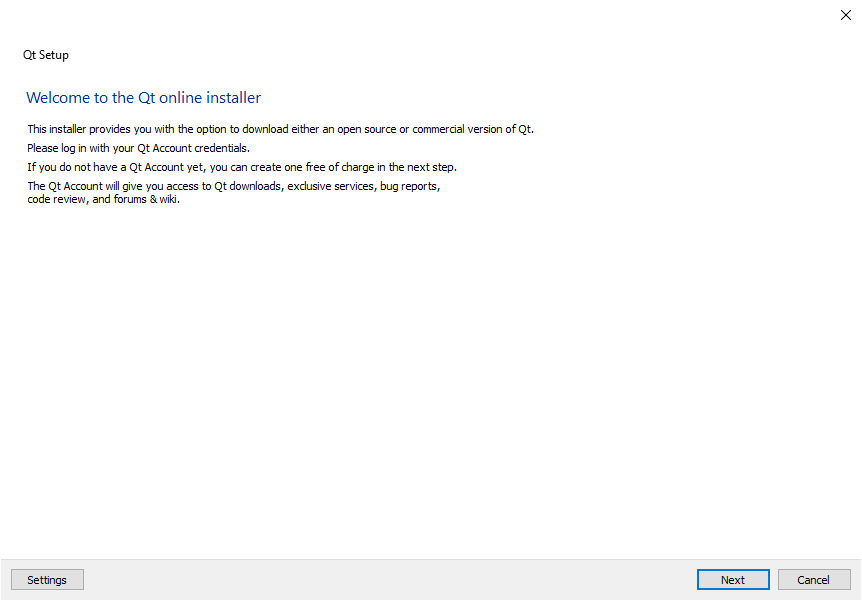 Qt Setup
Welcome to the Qt online installer
This installer provides you with the option to download either an open source or commercial version of Qt.
Please log in with your Qt Account credentials.
If you do not have a Qt Account yet, you can create one free of charge in the next step.
The Qt Account will give you access to Qt downloads, exclusive services, bug reports,
code review, and forums & wiki.
Settings
Next
Cancel